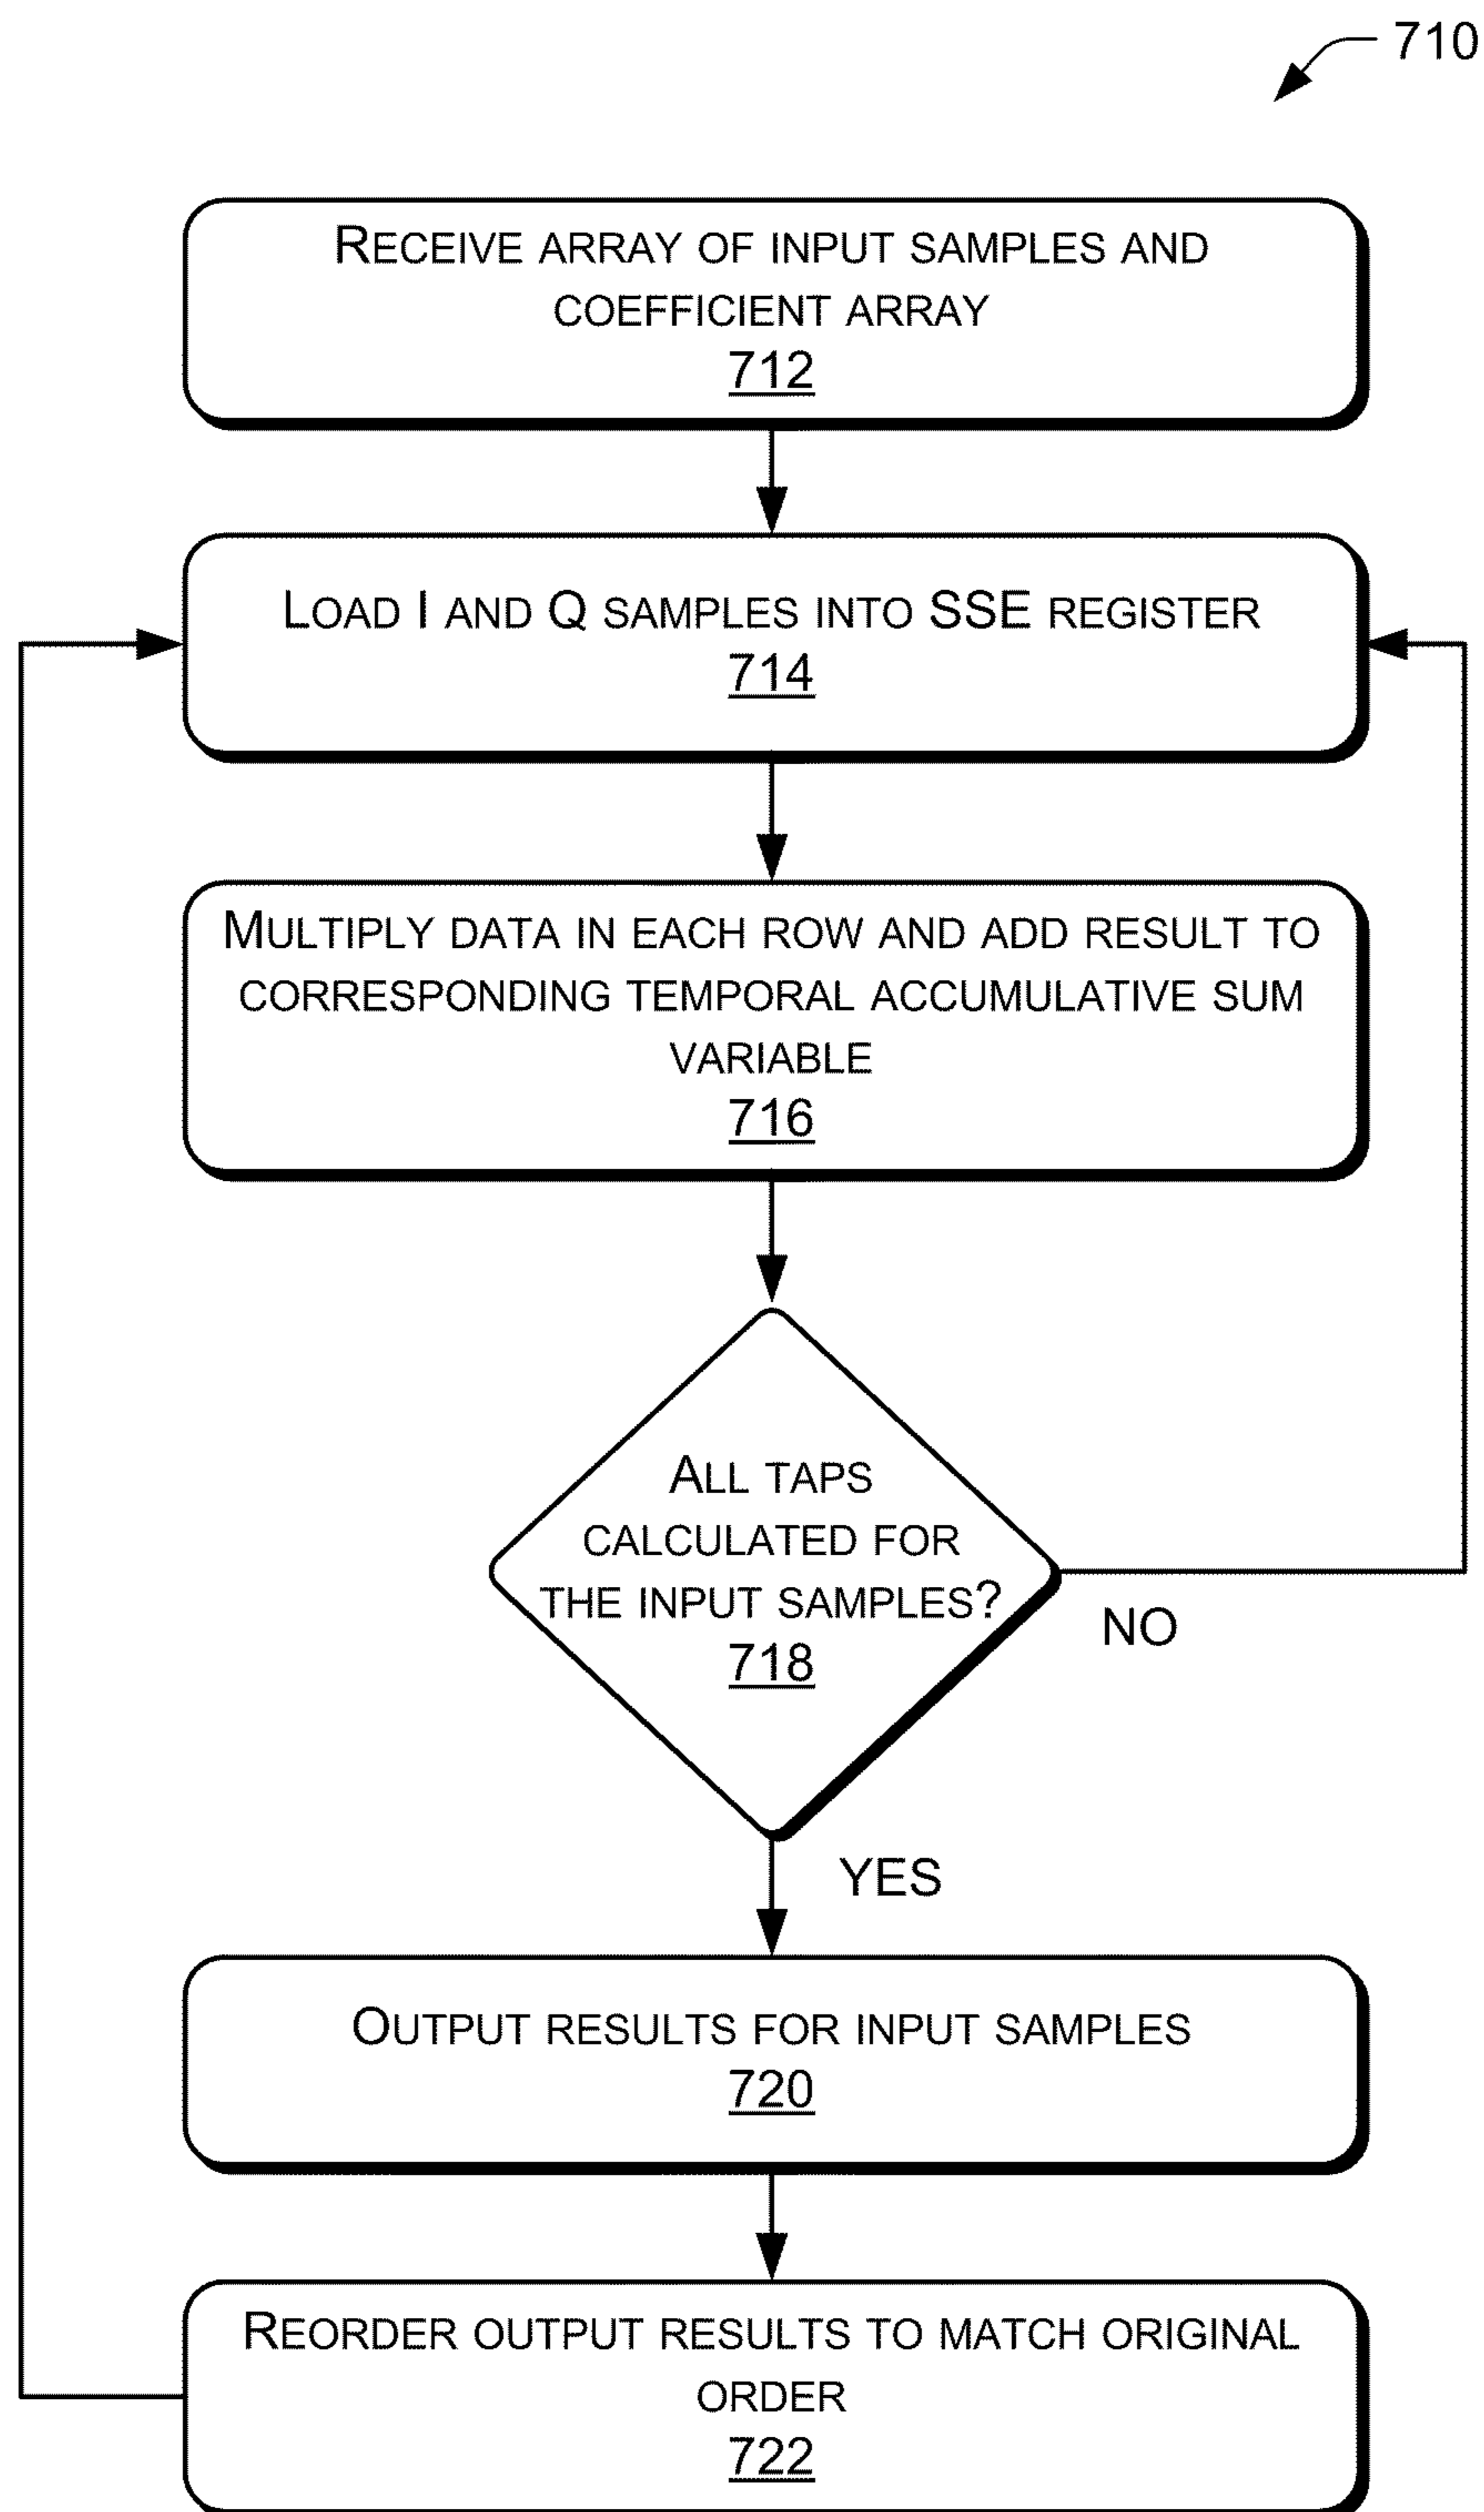 710
RECEIVE ARRAY OF INPUT SAMPLES AND
COEFFICIENT ARRAY
712
LOAD I AND Q SAMPLES INTO SSE REGISTER
714
MULTIPLY DATA IN EACH ROW AND ADD RESULT TO
CORRESPONDING TEMPORAL ACCUMULATIVE SUM
VARIABLE
716
ALL TAPS
CALCULATED FOR
THE INPUT SAMPLES?
718
NO
YES
OUTPUT RESULTS FOR INPUT SAMPLES
720
REORDER OUTPUT RESULTS TO MATCH ORIGINAL
ORDER
722